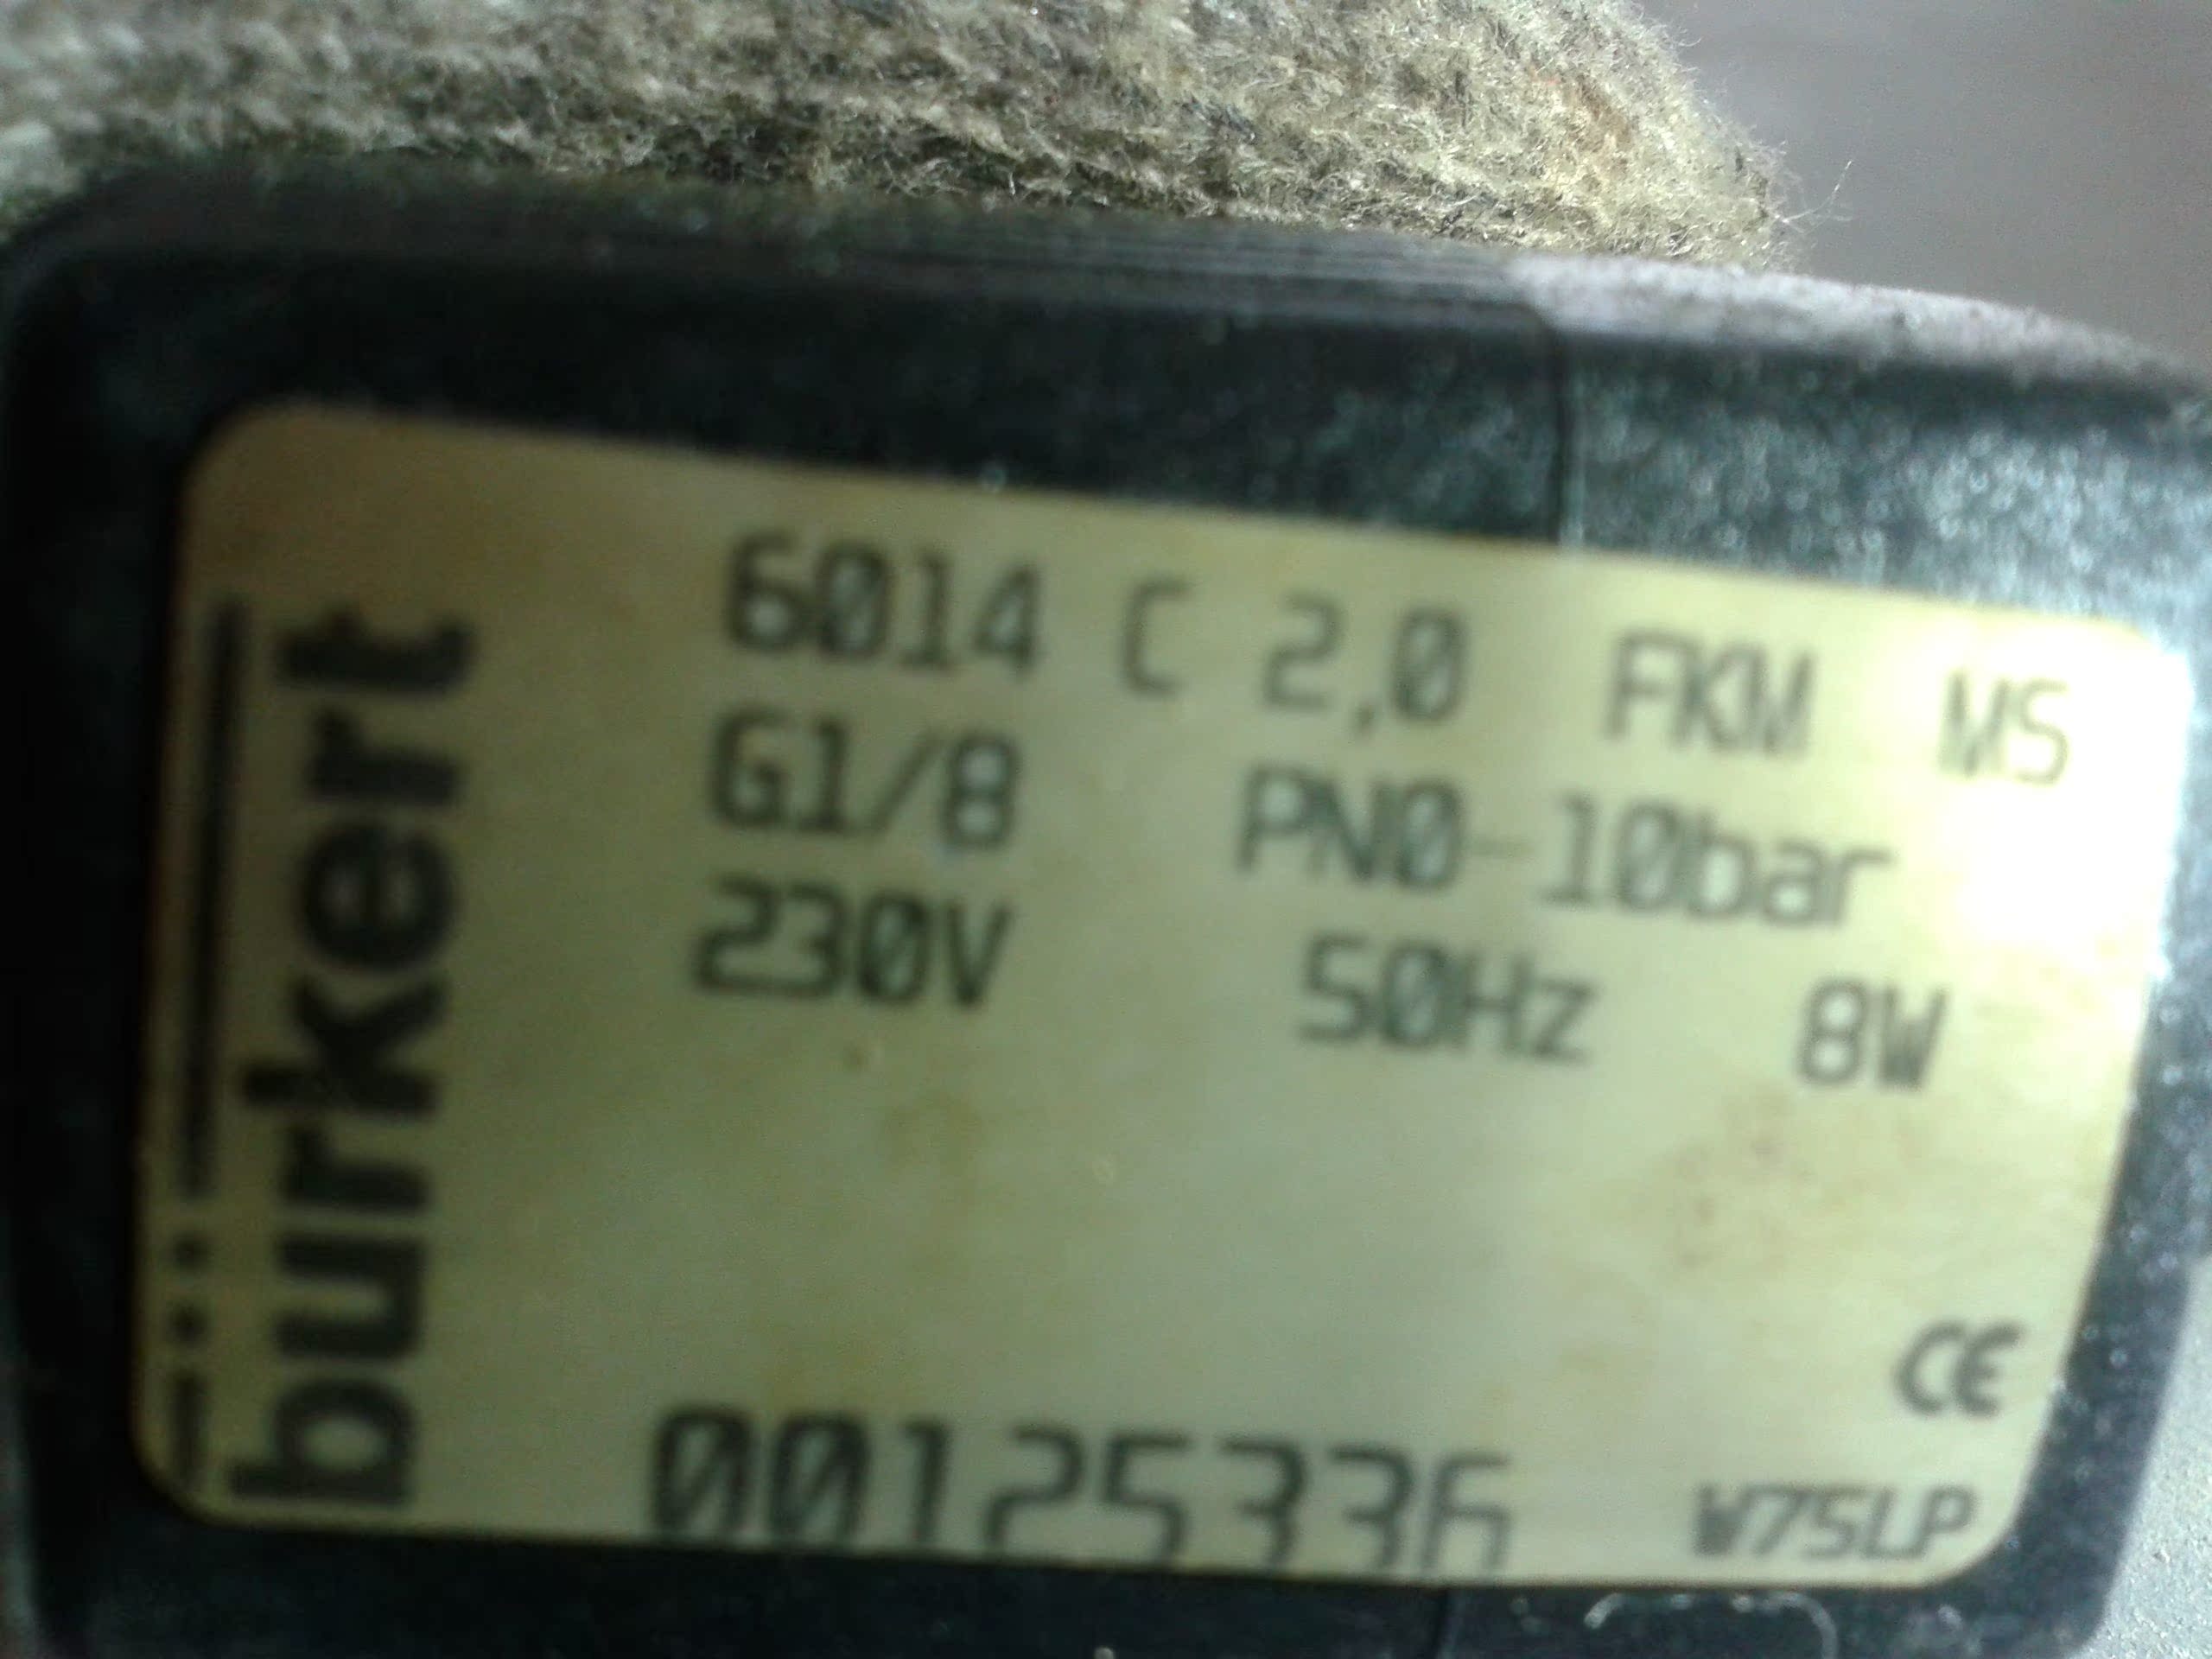 bürkert
6014 C 2,0 FKM MS
G1/8 PN0-10bar
230V 50Hz 8W
CE
00125336
W75LP